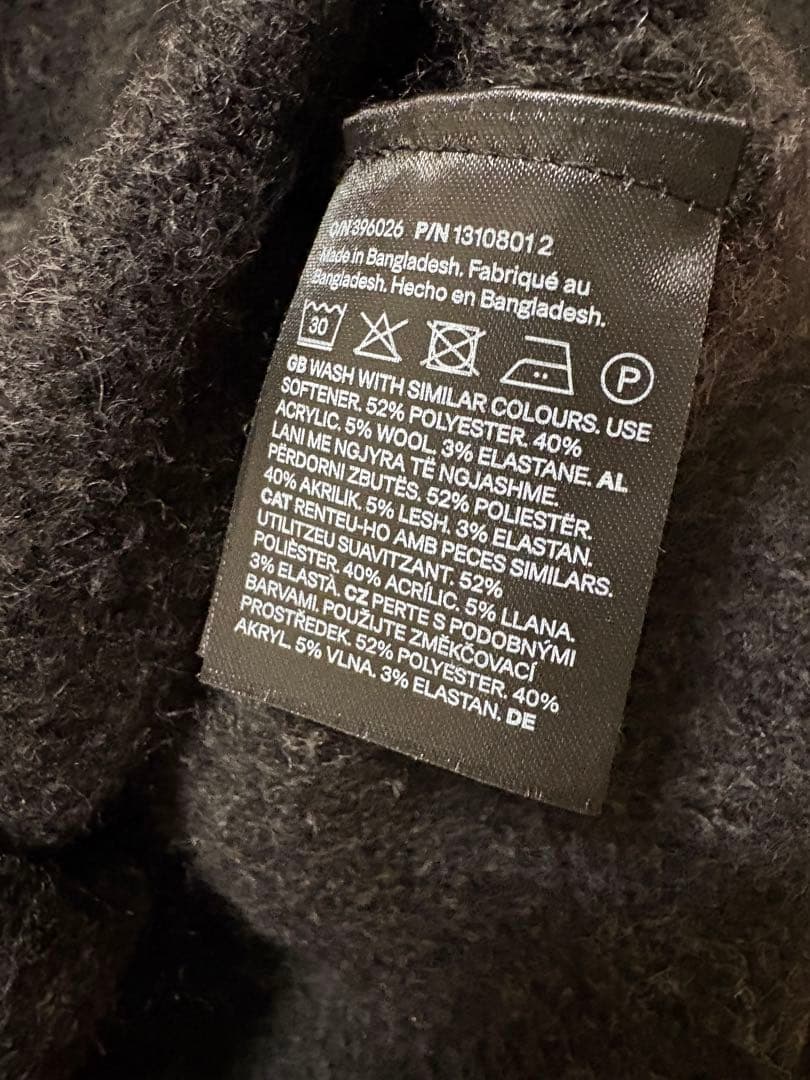 O/N 396026 P/N 1310801 2
Made in Bangladesh. Fabriqué au
Bangladesh. Hecho en Bangladesh.
30 P
GB WASH WITH SIMILAR COLOURS. USE
SOFTENER. 52% POLYESTER. 40%
ACRYLIC. 5% WOOL. 3% ELASTANE. AL
LANI ME NGJYRA TË NGJASHME.
PËRDORNI ZBUTËS. 52% POLIESTËR.
40% AKRILIK. 5% LESH. 3% ELASTAN.
CAT RENTEU-HO AMB PECES SIMILARS.
UTILITZEU SUAVITZANT. 52%
POLIÈSTER. 40% ACRÍLIC. 5% LLANA.
3% ELASTÀ. CZ PERTE S PODOBNÝMI
BARVAMI. POUŽIJTE ZMĚKČOVACÍ
PROSTŘEDEK. 52% POLYESTER. 40%
AKRYL. 5% VLNA. 3% ELASTAN. DE